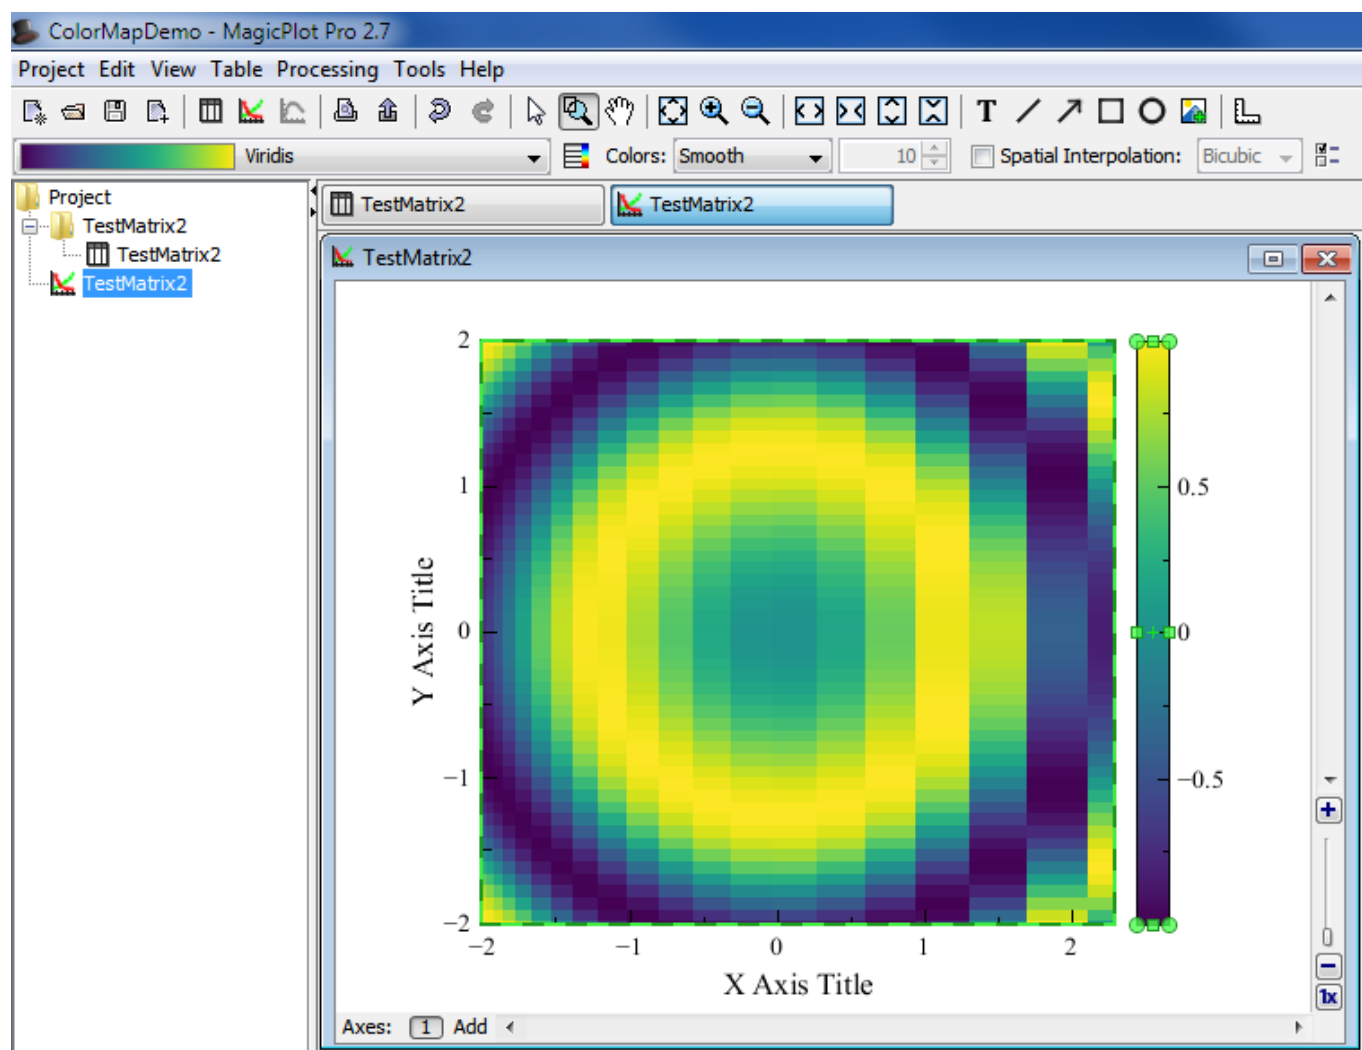 ColorMapDemo - MagicPlot Pro 2.7
Project Edit View Table Processing Tools Help
T
Viridis Colors: Smooth 10 Spatial Interpolation: Bicubic
Project
TestMatrix2
TestMatrix2
TestMatrix2
TestMatrix2 TestMatrix2
TestMatrix2
2
1
0
−1
−2
Y Axis Title
−2 −1 0 1 2
X Axis Title
0.5
0
−0.5
1x
Axes: 1 Add